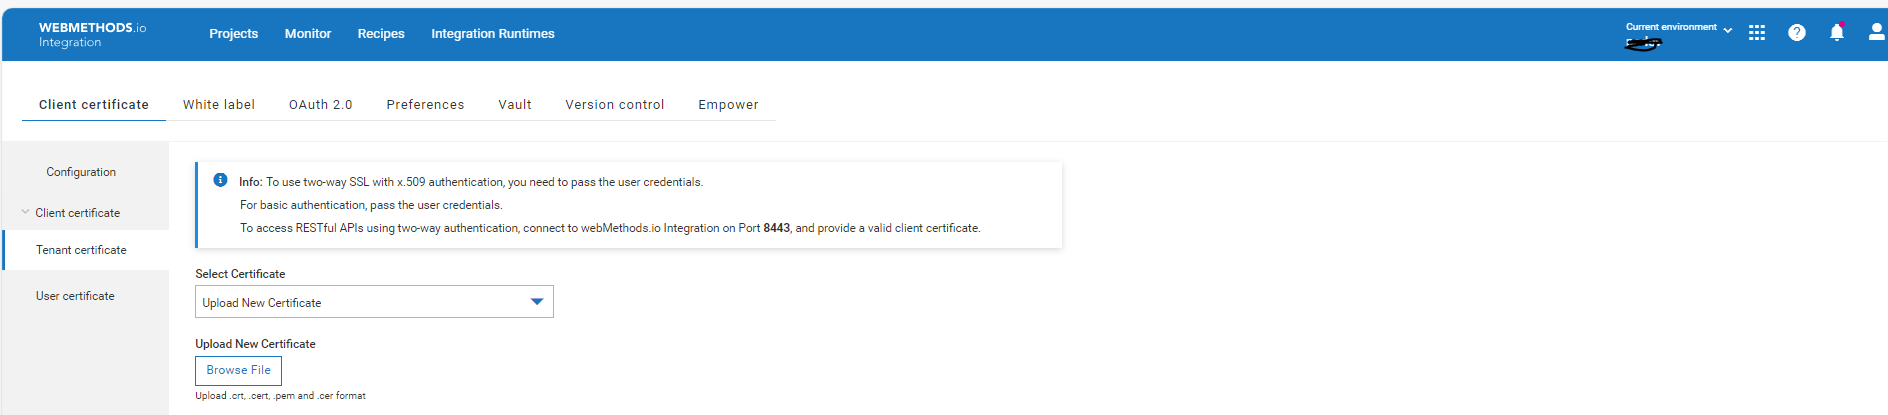 WEBMETHODS.io
Integration
Projects
Monitor
Recipes
Integration Runtimes
Current environment
Client certificate
White label
OAuth 2.0
Preferences
Vault
Version control
Empower
Configuration
Client certificate
Tenant certificate
User certificate
Info: To use two-way SSL with x.509 authentication, you need to pass the user credentials.
For basic authentication, pass the user credentials.
To access RESTful APIs using two-way authentication, connect to webMethods.io Integration on Port 8443, and provide a valid client certificate.
Select Certificate
Upload New Certificate
Upload New Certificate
Browse File
Upload .crt, .cert, .pem and .cer format